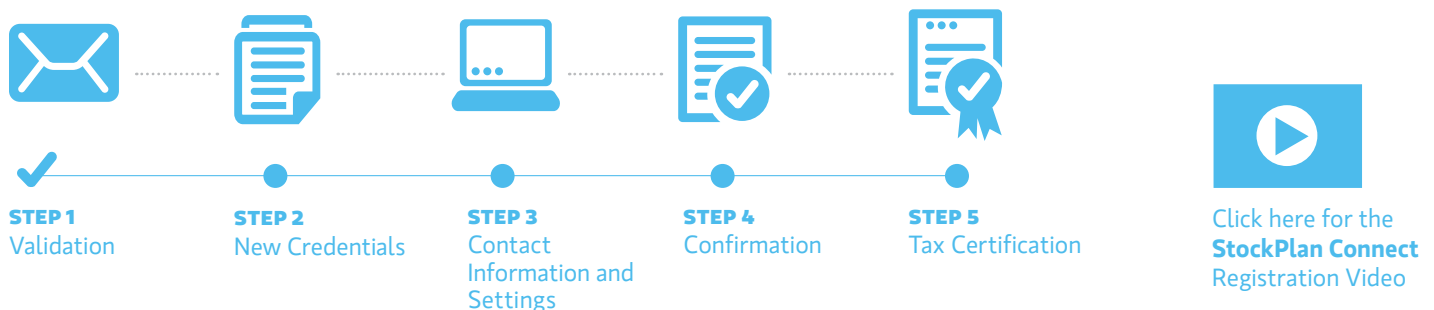 STEP 1
Validation
STEP 2
New Credentials
STEP 3
Contact
Information and
Settings
STEP 4
Confirmation
STEP 5
Tax Certification
Click here for the
StockPlan Connect
Registration Video